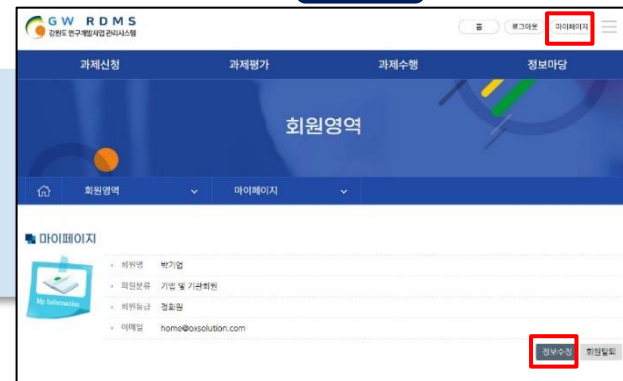 GW RDMS
강원도 연구개발사업 관리시스템
홈 로그아웃 마이페이지
과제신청 과제평가 과제수행 정보마당
회원영역
회원영역 마이페이지
마이페이지
My Information
회원명 박기업
회원분류 기업 및 기관회원
회원등급 정회원
이메일 home@oxsolution.com
정보수정 회원탈퇴